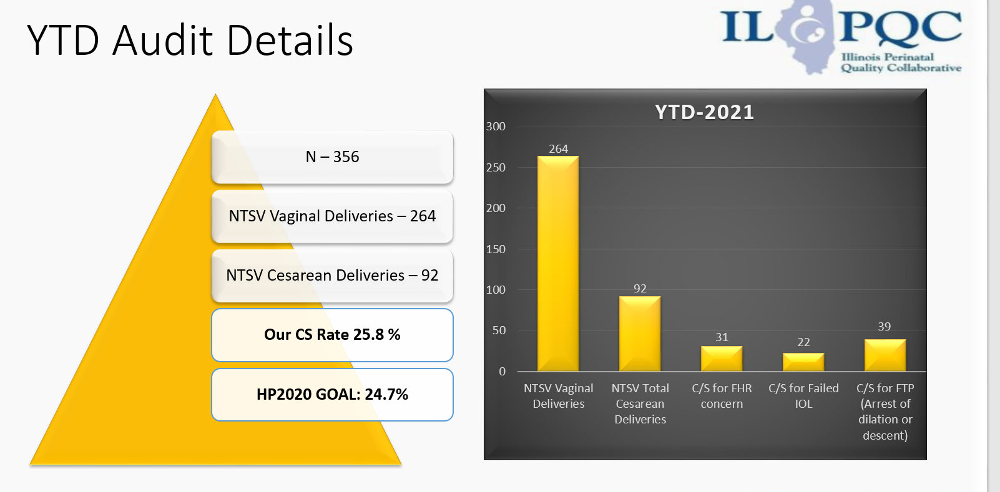 YTD Audit Details
IL PQC
Illinois Perinatal
Quality Collaborative
N – 356
NTSV Vaginal Deliveries – 264
NTSV Cesarean Deliveries – 92
Our CS Rate 25.8 %
HP2020 GOAL: 24.7%
YTD-2021
300
250
200
150
100
50
0
264
92
31
22
39
NTSV Vaginal
Deliveries
NTSV Total
Cesarean
Deliveries
C/S for FHR
concern
C/S for Failed
IOL
C/S for FTP
(Arrest of
dilation or
descent)